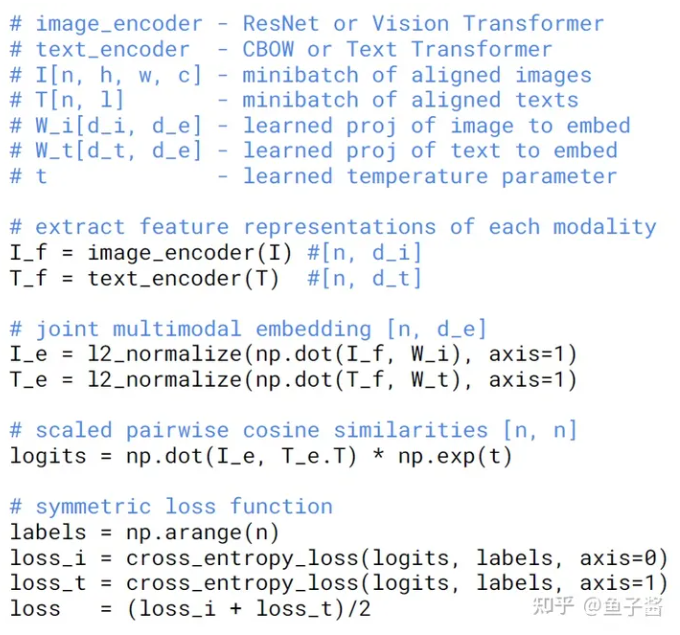 # image_encoder - ResNet or Vision Transformer
# text_encoder  - CBOW or Text Transformer
# I[n, h, w, c] - minibatch of aligned images
# T[n, l]       - minibatch of aligned texts
# W_i[d_i, d_e] - learned proj of image to embed
# W_t[d_t, d_e] - learned proj of text to embed
# t             - learned temperature parameter

# extract feature representations of each modality
I_f = image_encoder(I) #[n, d_i]
T_f = text_encoder(T)  #[n, d_t]

# joint multimodal embedding [n, d_e]
I_e = l2_normalize(np.dot(I_f, W_i), axis=1)
T_e = l2_normalize(np.dot(T_f, W_t), axis=1)

# scaled pairwise cosine similarities [n, n]
logits = np.dot(I_e, T_e.T) * np.exp(t)

# symmetric loss function
labels = np.arange(n)
loss_i = cross_entropy_loss(logits, labels, axis=0)
loss_t = cross_entropy_loss(logits, labels, axis=1)
loss   = (loss_i + loss_t)/2
知乎 @鱼子酱